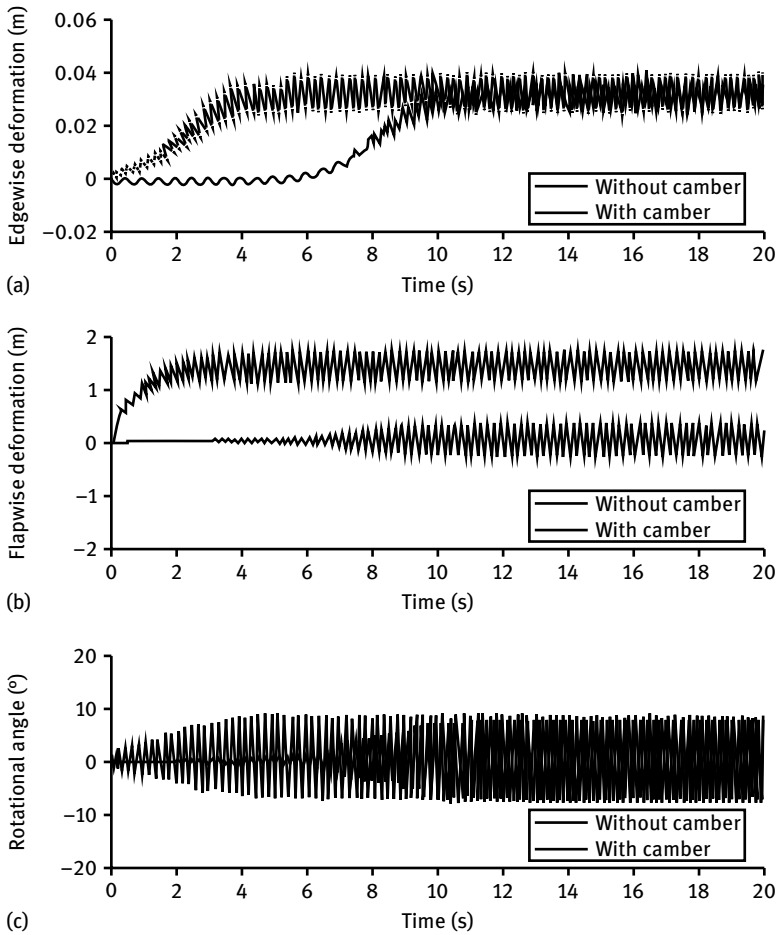 0.06
0.04
0.02
0
−0.02
Edgewise deformation (m)
Without camber
With camber
0 2 4 6 8 10 12 14 16 18 20
(a)
Time (s)
2
1
0
−1
−2
Flapwise deformation (m)
Without camber
With camber
0 2 4 6 8 10 12 14 16 18 20
(b)
Time (s)
20
10
0
−10
−20
Rotational angle (º)
Without camber
With camber
0 2 4 6 8 10 12 14 16 18 20
(c)
Time (s)